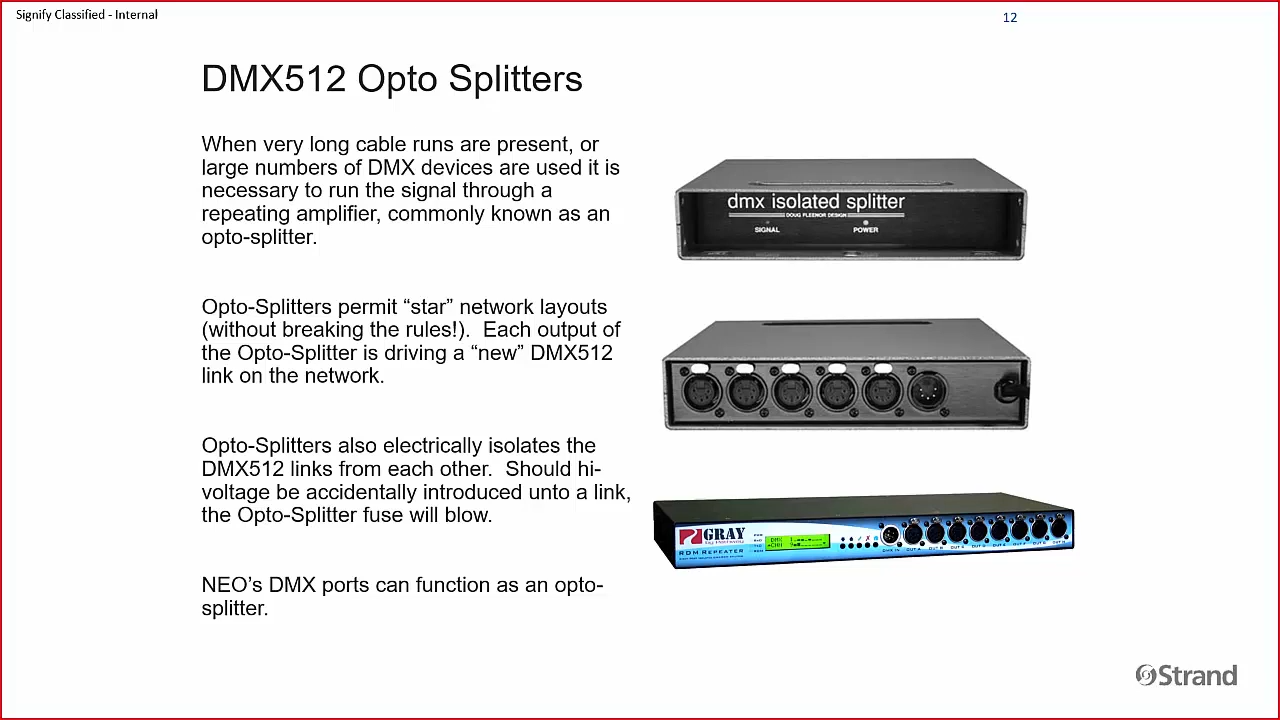 Signify Classified - Internal
12
DMX512 Opto Splitters
When very long cable runs are present, or
large numbers of DMX devices are used it is
necessary to run the signal through a
repeating amplifier, commonly known as an
opto-splitter.
Opto-Splitters permit “star” network layouts
(without breaking the rules!).  Each output of
the Opto-Splitter is driving a “new” DMX512
link on the network.
Opto-Splitters also electrically isolates the
DMX512 links from each other.  Should hi-
voltage be accidentally introduced unto a link,
the Opto-Splitter fuse will blow.
NEO’s DMX ports can function as an opto-
splitter.
dmx isolated splitter
DOUG FLEENOR DESIGN
SIGNAL
POWER
GRAY
RDM REPEATER
DMX IN
OUT A
OUT B
Strand